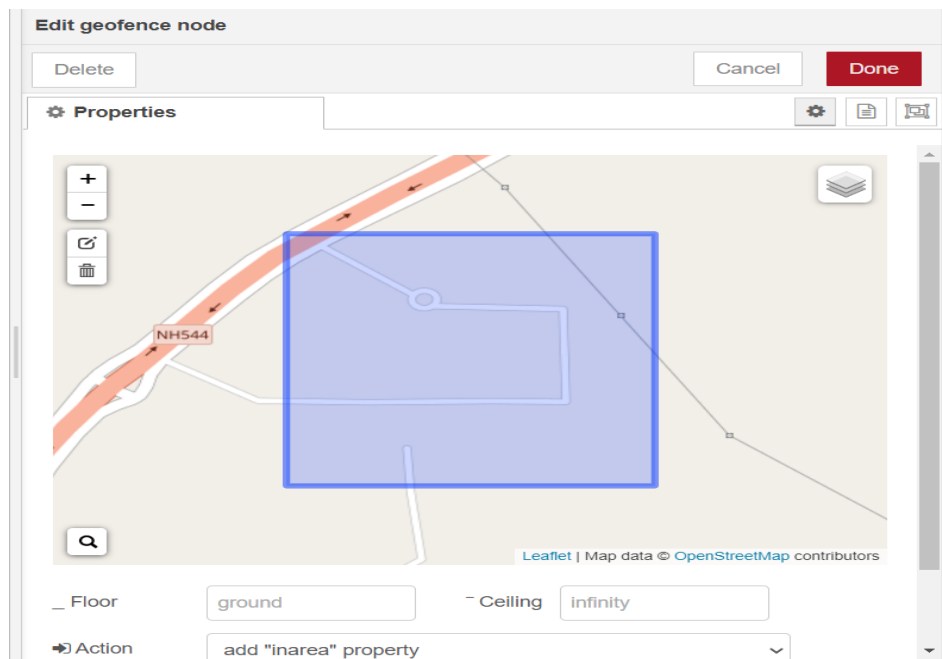 Edit geofence node
Delete Cancel Done
Properties
+
−
NH544
Leaflet | Map data © OpenStreetMap contributors
_ Floor ground ‾ Ceiling infinity
Action add "inarea" property